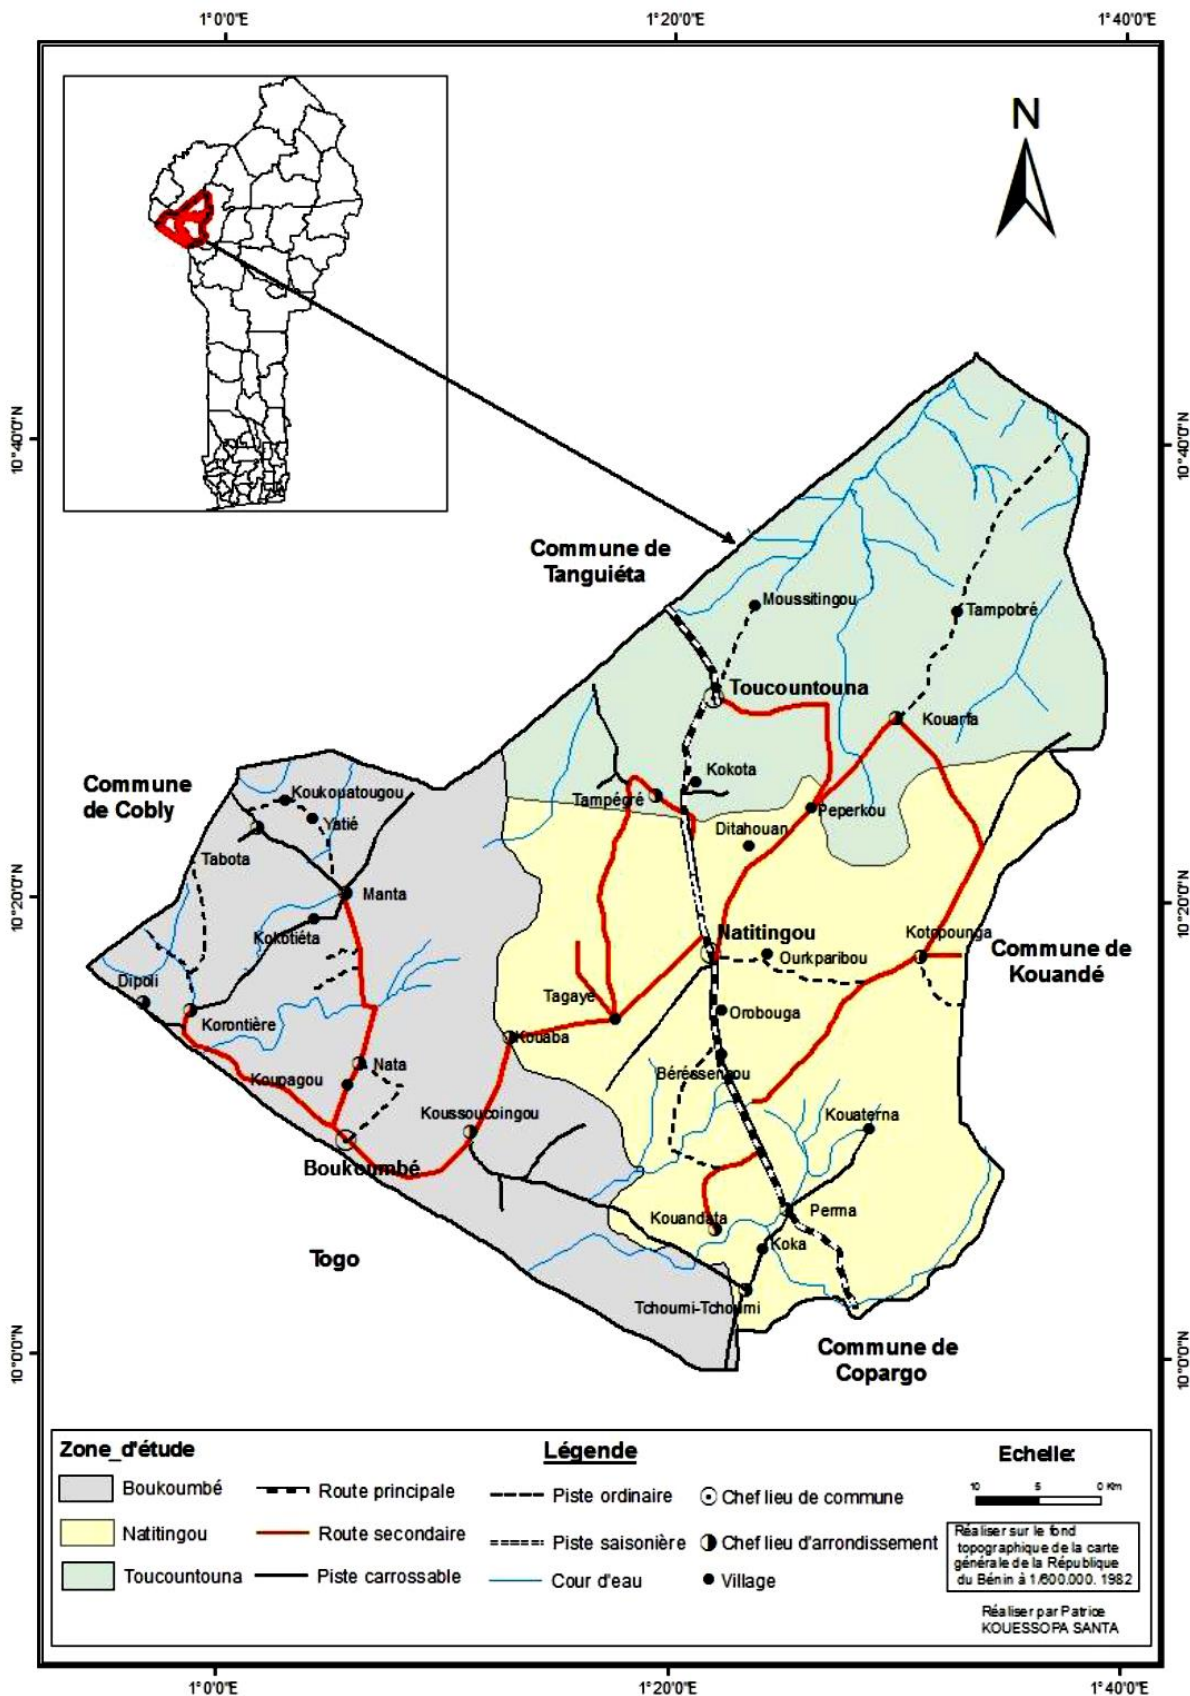 1°0'0"E
1°20'0"E
1°40'0"E
N
10°40'0"N
10°40'0"N
Commune de
Tanguiéta
Moussitingou
Tampobré
Toucountouna
Kouarfa
Commune
de Cobly
Koukouatougou
Yatié
Kokota
Tampégré
Peperkou
Ditahouan
Tabota
Manta
10°20'0"N
10°20'0"N
Kokotiéta
Natitingou
Kotopounga
Ourkparibou
Commune de
Kouandé
Dipoli
Tagaye
Korontière
Orobouga
Kouaba
Nata
Koupagou
Béréssengou
Koussoucoingou
Kouaterna
Boukoumbé
Kouandata
Perma
Koka
Togo
Tchoumi-Tchoumi
10°0'0"N
10°0'0"N
Commune de
Copargo
Zone_d'étude
Légende
Echelle:
Boukoumbé
Route principale
Piste ordinaire
Chef lieu de commune
10 5 0 Km
Natitingou
Route secondaire
Piste saisonière
Chef lieu d'arrondissement
Toucountouna
Piste carrossable
Cour d'eau
Village
Réaliser sur le fond
topographique de la carte
générale de la République
du Bénin à 1/600.000. 1982
Réaliser par Patrice
KOUESSOPA SANTA
1°0'0"E
1°20'0"E
1°40'0"E